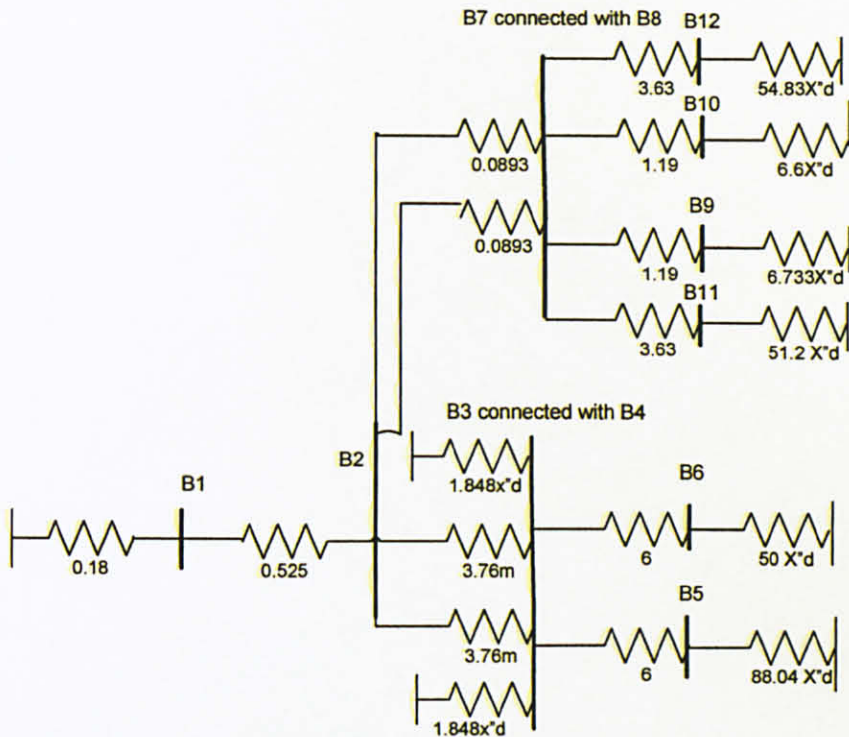 B7 connected with B8
B12
3.63
54.83X"d
B10
0.0893
1.19
6.6X"d
B9
0.0893
1.19
6.733X"d
B11
3.63
51.2 X"d
B3 connected with B4
B2
1.848x"d
B6
B1
0.18
0.525
3.76m
6
50 X"d
B5
3.76m
6
88.04 X"d
1.848x"d